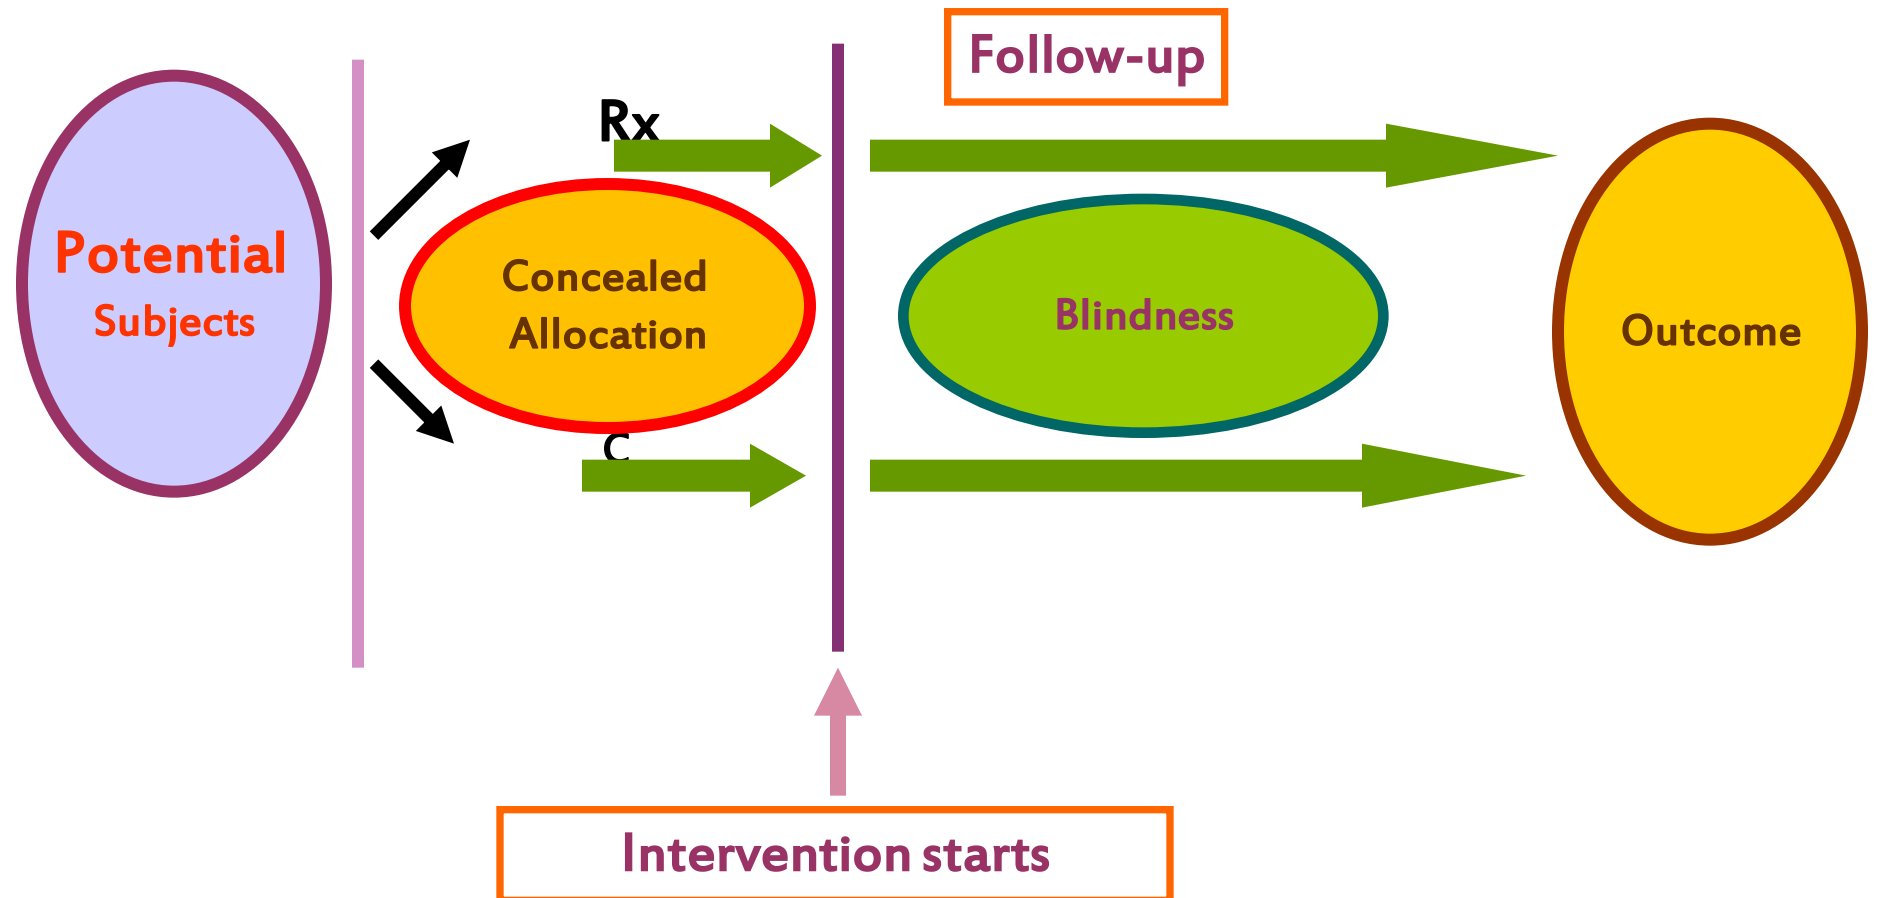 Follow-up
Rx
Potential
Subjects
Concealed
Allocation
Blindness
Outcome
C
Intervention starts